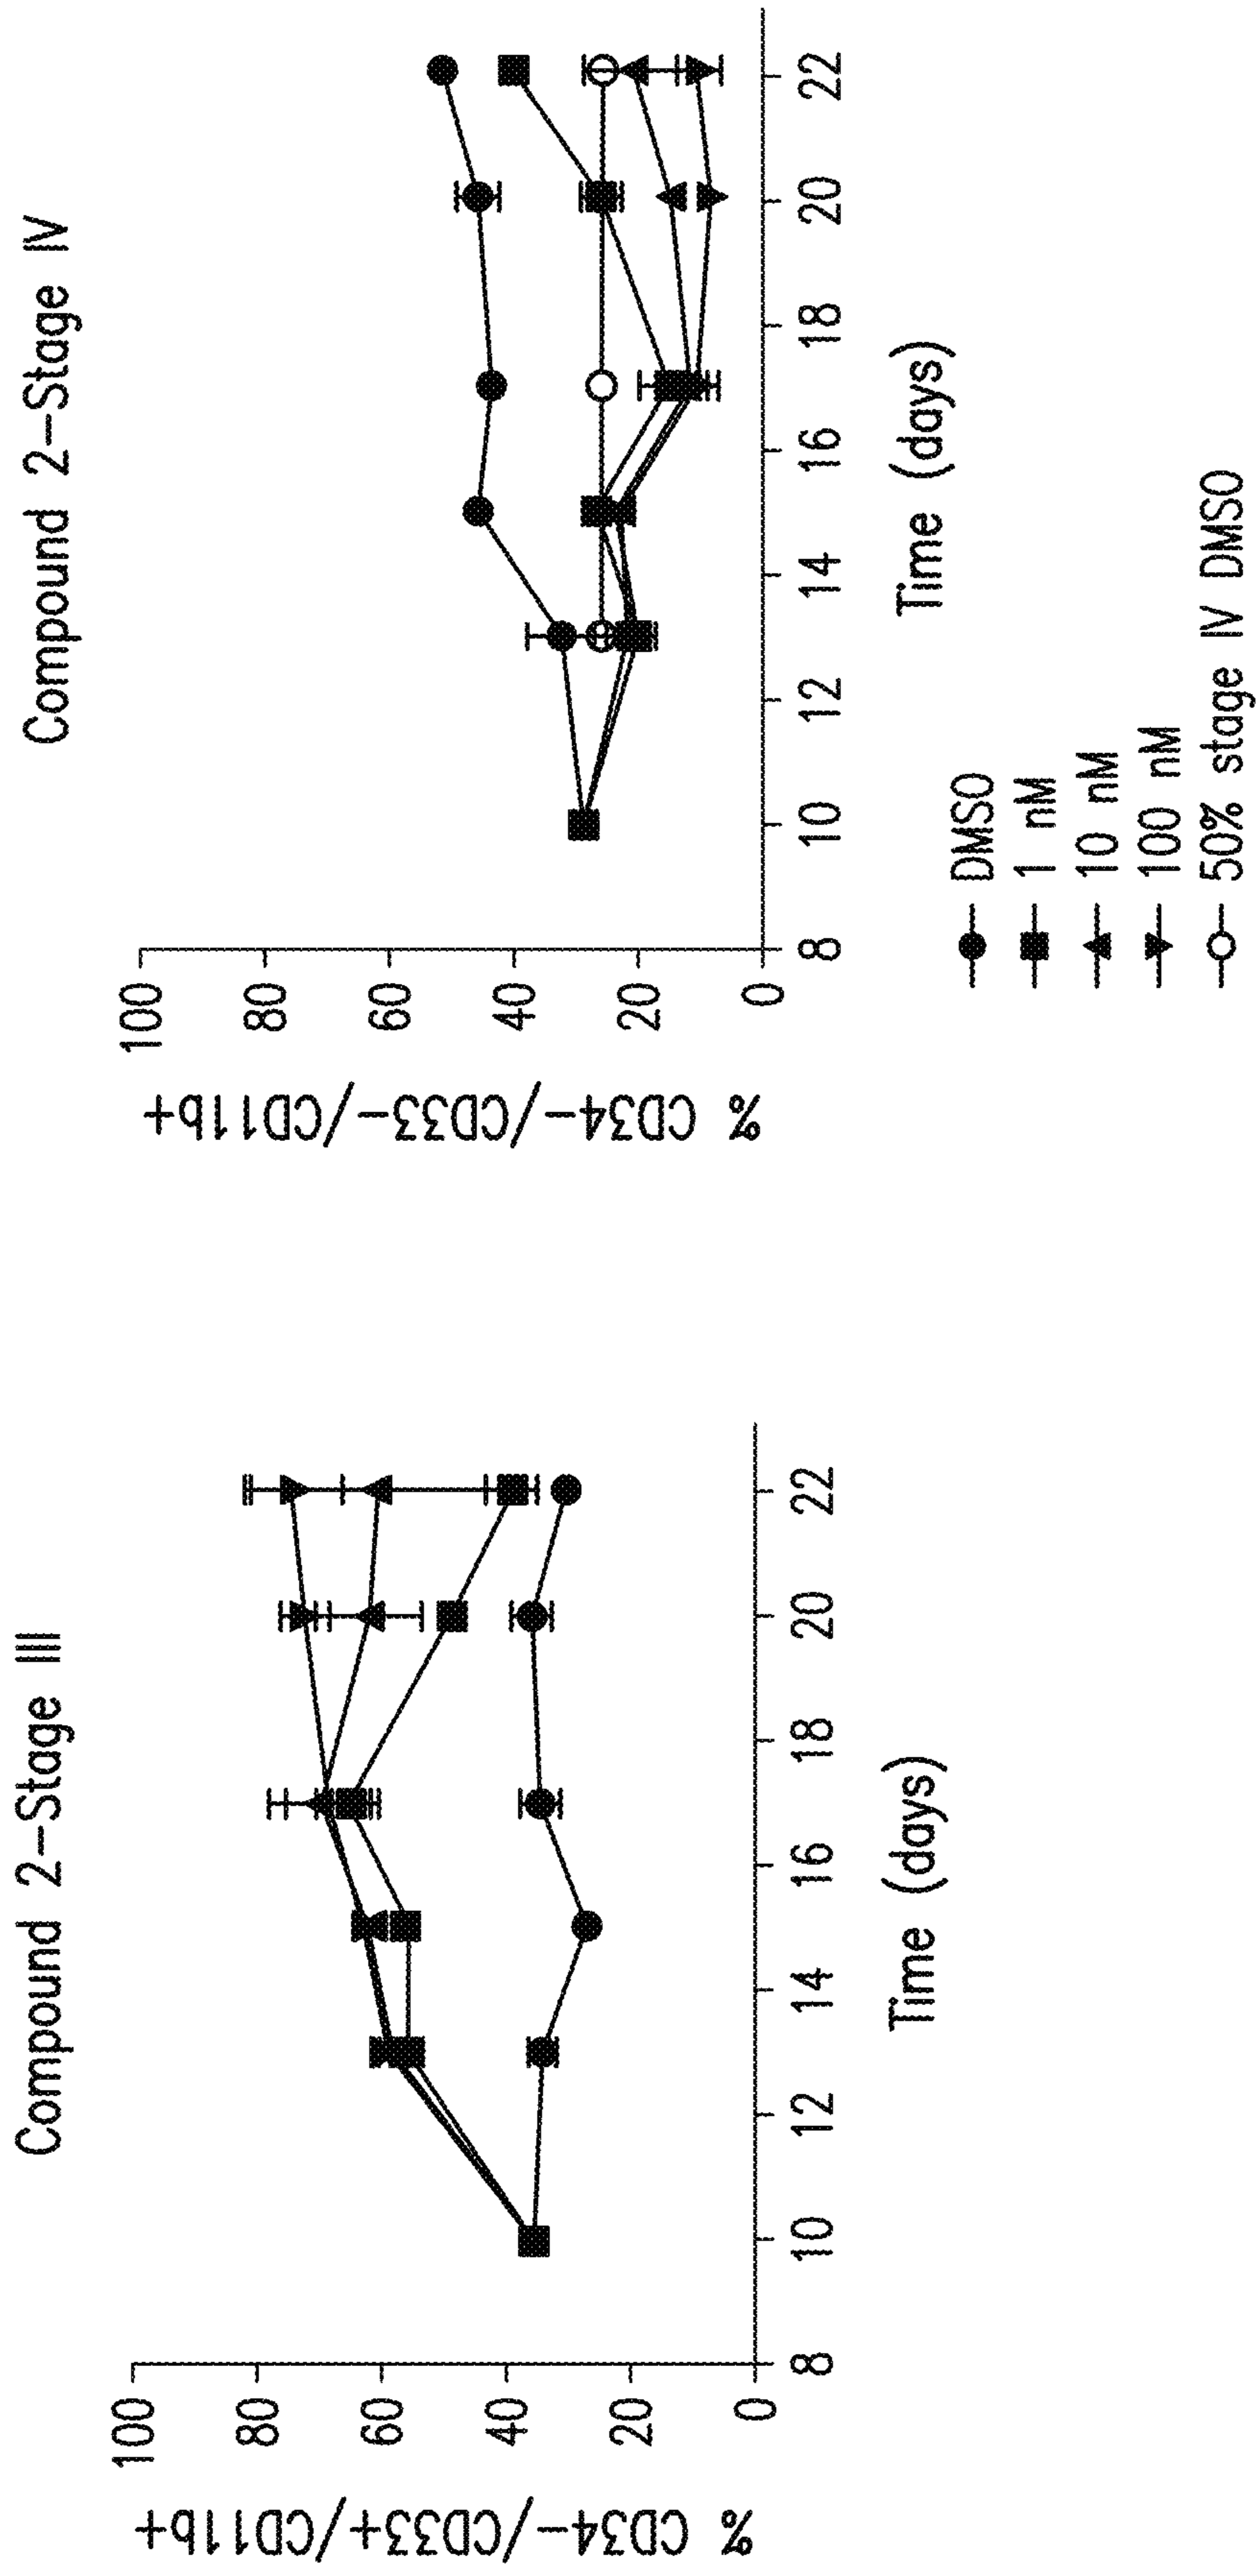 Compound 2-Stage III
% CD34-/CD33+/CD11b+
100
80
60
40
20
0
8 10 12 14 16 18 20 22
Time (days)
Compound 2-Stage IV
% CD34-/CD33-/CD11b+
100
80
60
40
20
0
8 10 12 14 16 18 20 22
Time (days)
DMSO
1 nM
10 nM
100 nM
50% stage IV DMSO